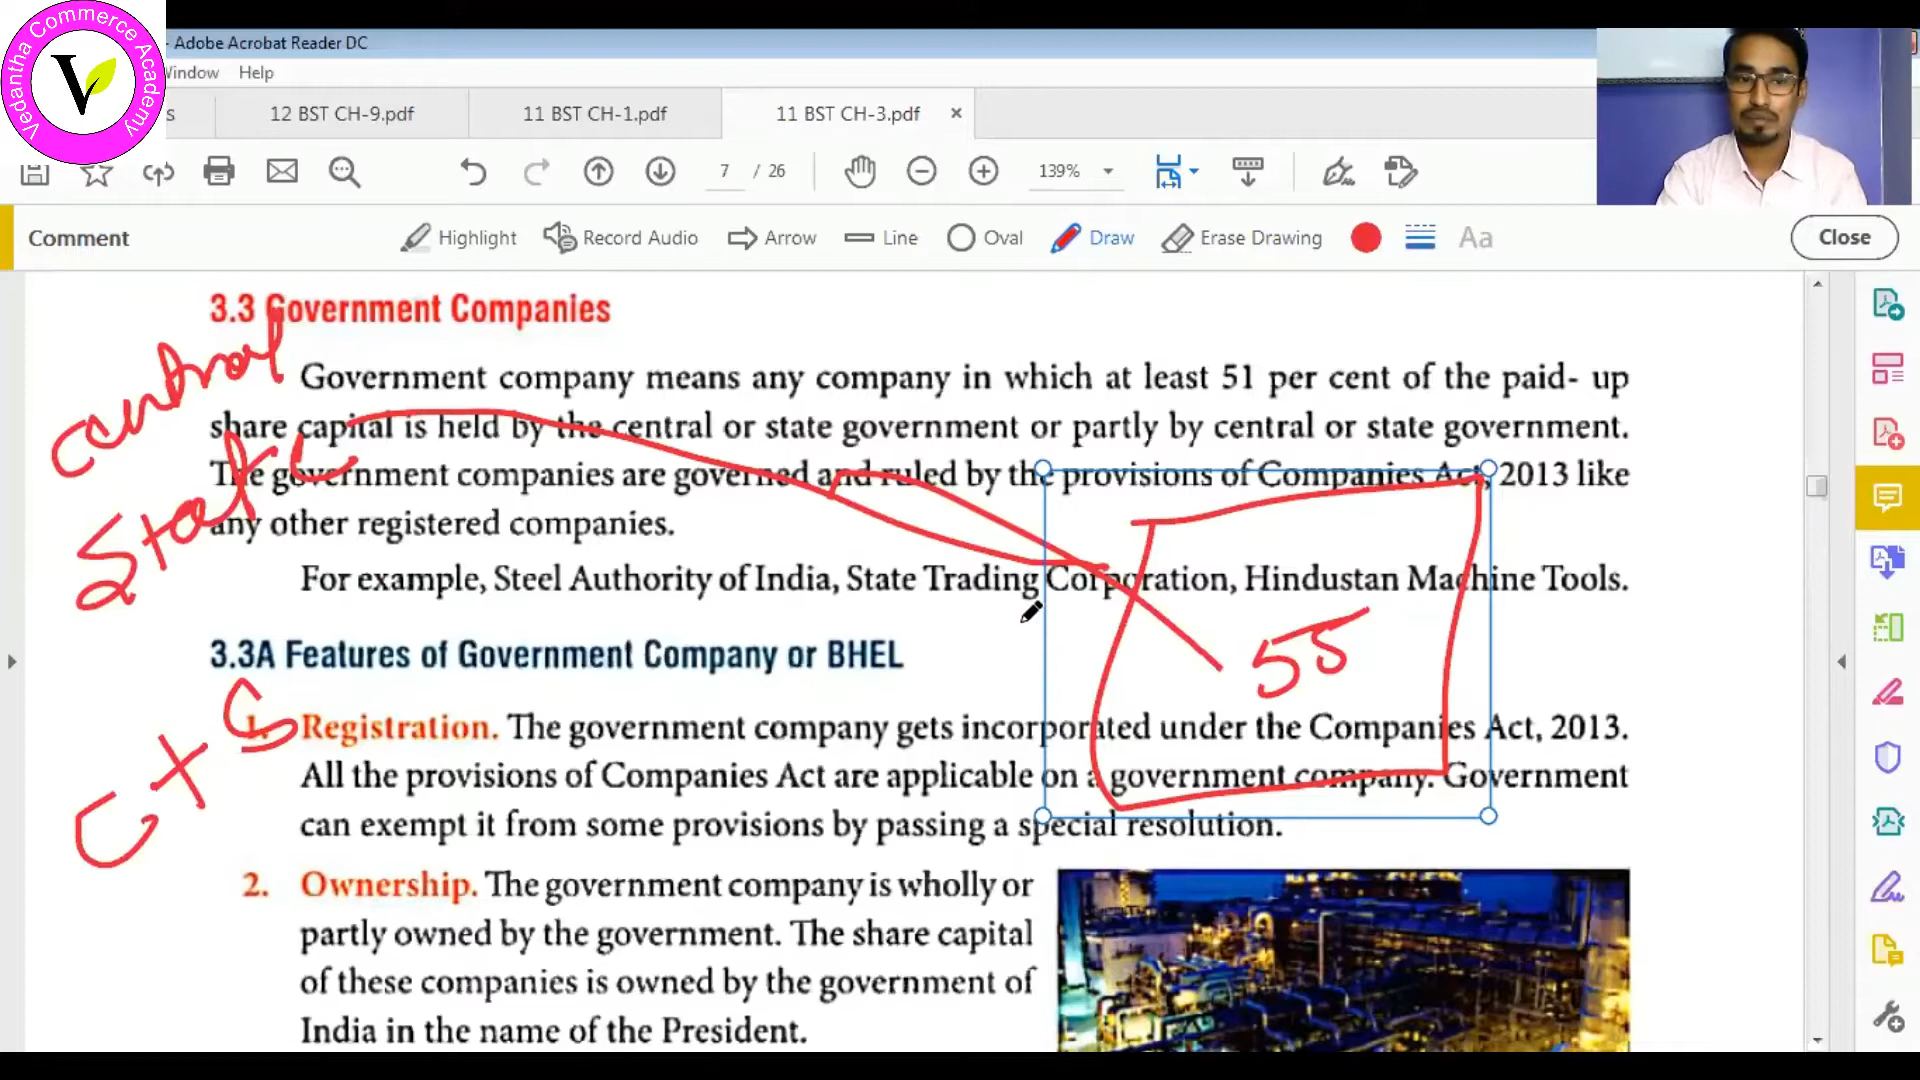 Vedantha Commerce Academy
V
- Adobe Acrobat Reader DC
Window Help
s 12 BST CH-9.pdf 11 BST CH-1.pdf 11 BST CH-3.pdf ×
7 / 26 139%
Comment Highlight Record Audio Arrow Line Oval Draw Erase Drawing Aa Close
3.3 Government Companies
Government company means any company in which at least 51 per cent of the paid- up
share capital is held by the central or state government or partly by central or state government.
The government companies are governed and ruled by the provisions of Companies Act, 2013 like
any other registered companies.
For example, Steel Authority of India, State Trading Corporation, Hindustan Machine Tools.
3.3A Features of Government Company or BHEL
1. Registration. The government company gets incorporated under the Companies Act, 2013.
All the provisions of Companies Act are applicable on a government company. Government
can exempt it from some provisions by passing a special resolution.
2. Ownership. The government company is wholly or
partly owned by the government. The share capital
of these companies is owned by the government of
India in the name of the President.
central
State
C+S
55